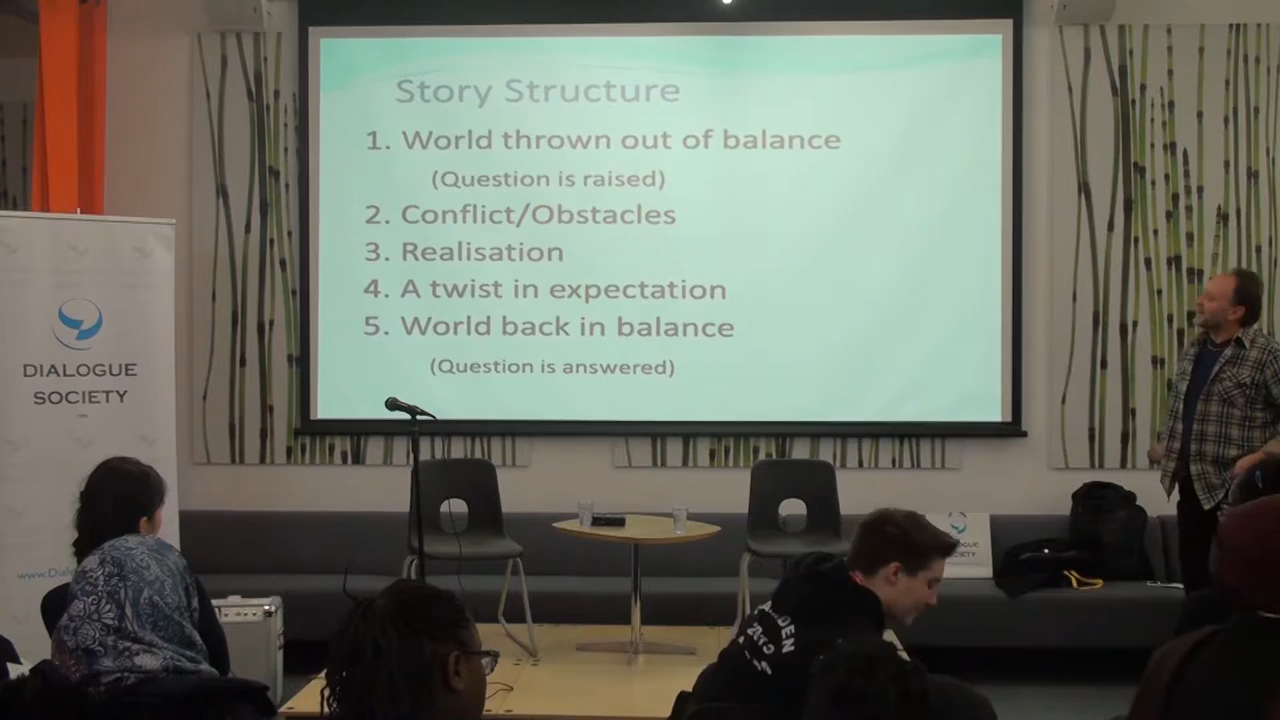 Story Structure
1. World thrown out of balance
(Question is raised)
2. Conflict/Obstacles
3. Realisation
4. A twist in expectation
5. World back in balance
(Question is answered)
DIALOGUE
SOCIETY